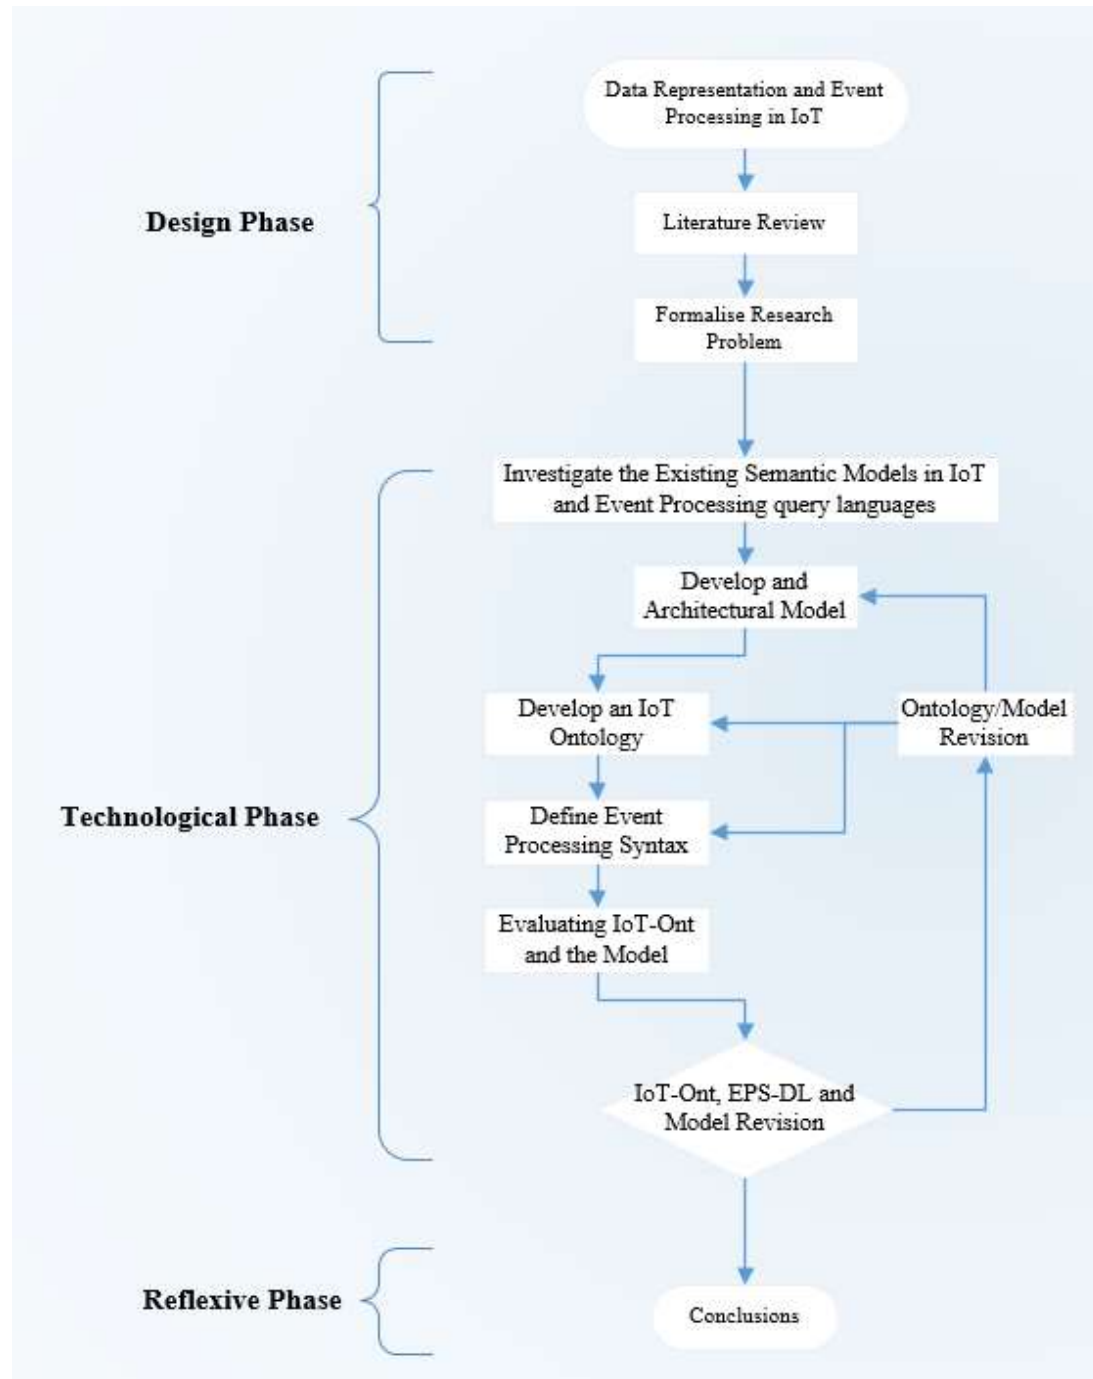 Data Representation and Event
Processing in IoT
Design Phase
Literature Review
Formalise Research
Problem
Investigate the Existing Semantic Models in IoT
and Event Processing query languages
Develop and
Architectural Model
Develop an IoT
Ontology
Ontology/Model
Revision
Technological Phase
Define Event
Processing Syntax
Evaluating IoT-Ont
and the Model
IoT-Ont, EPS-DL and
Model Revision
Reflexive Phase
Conclusions